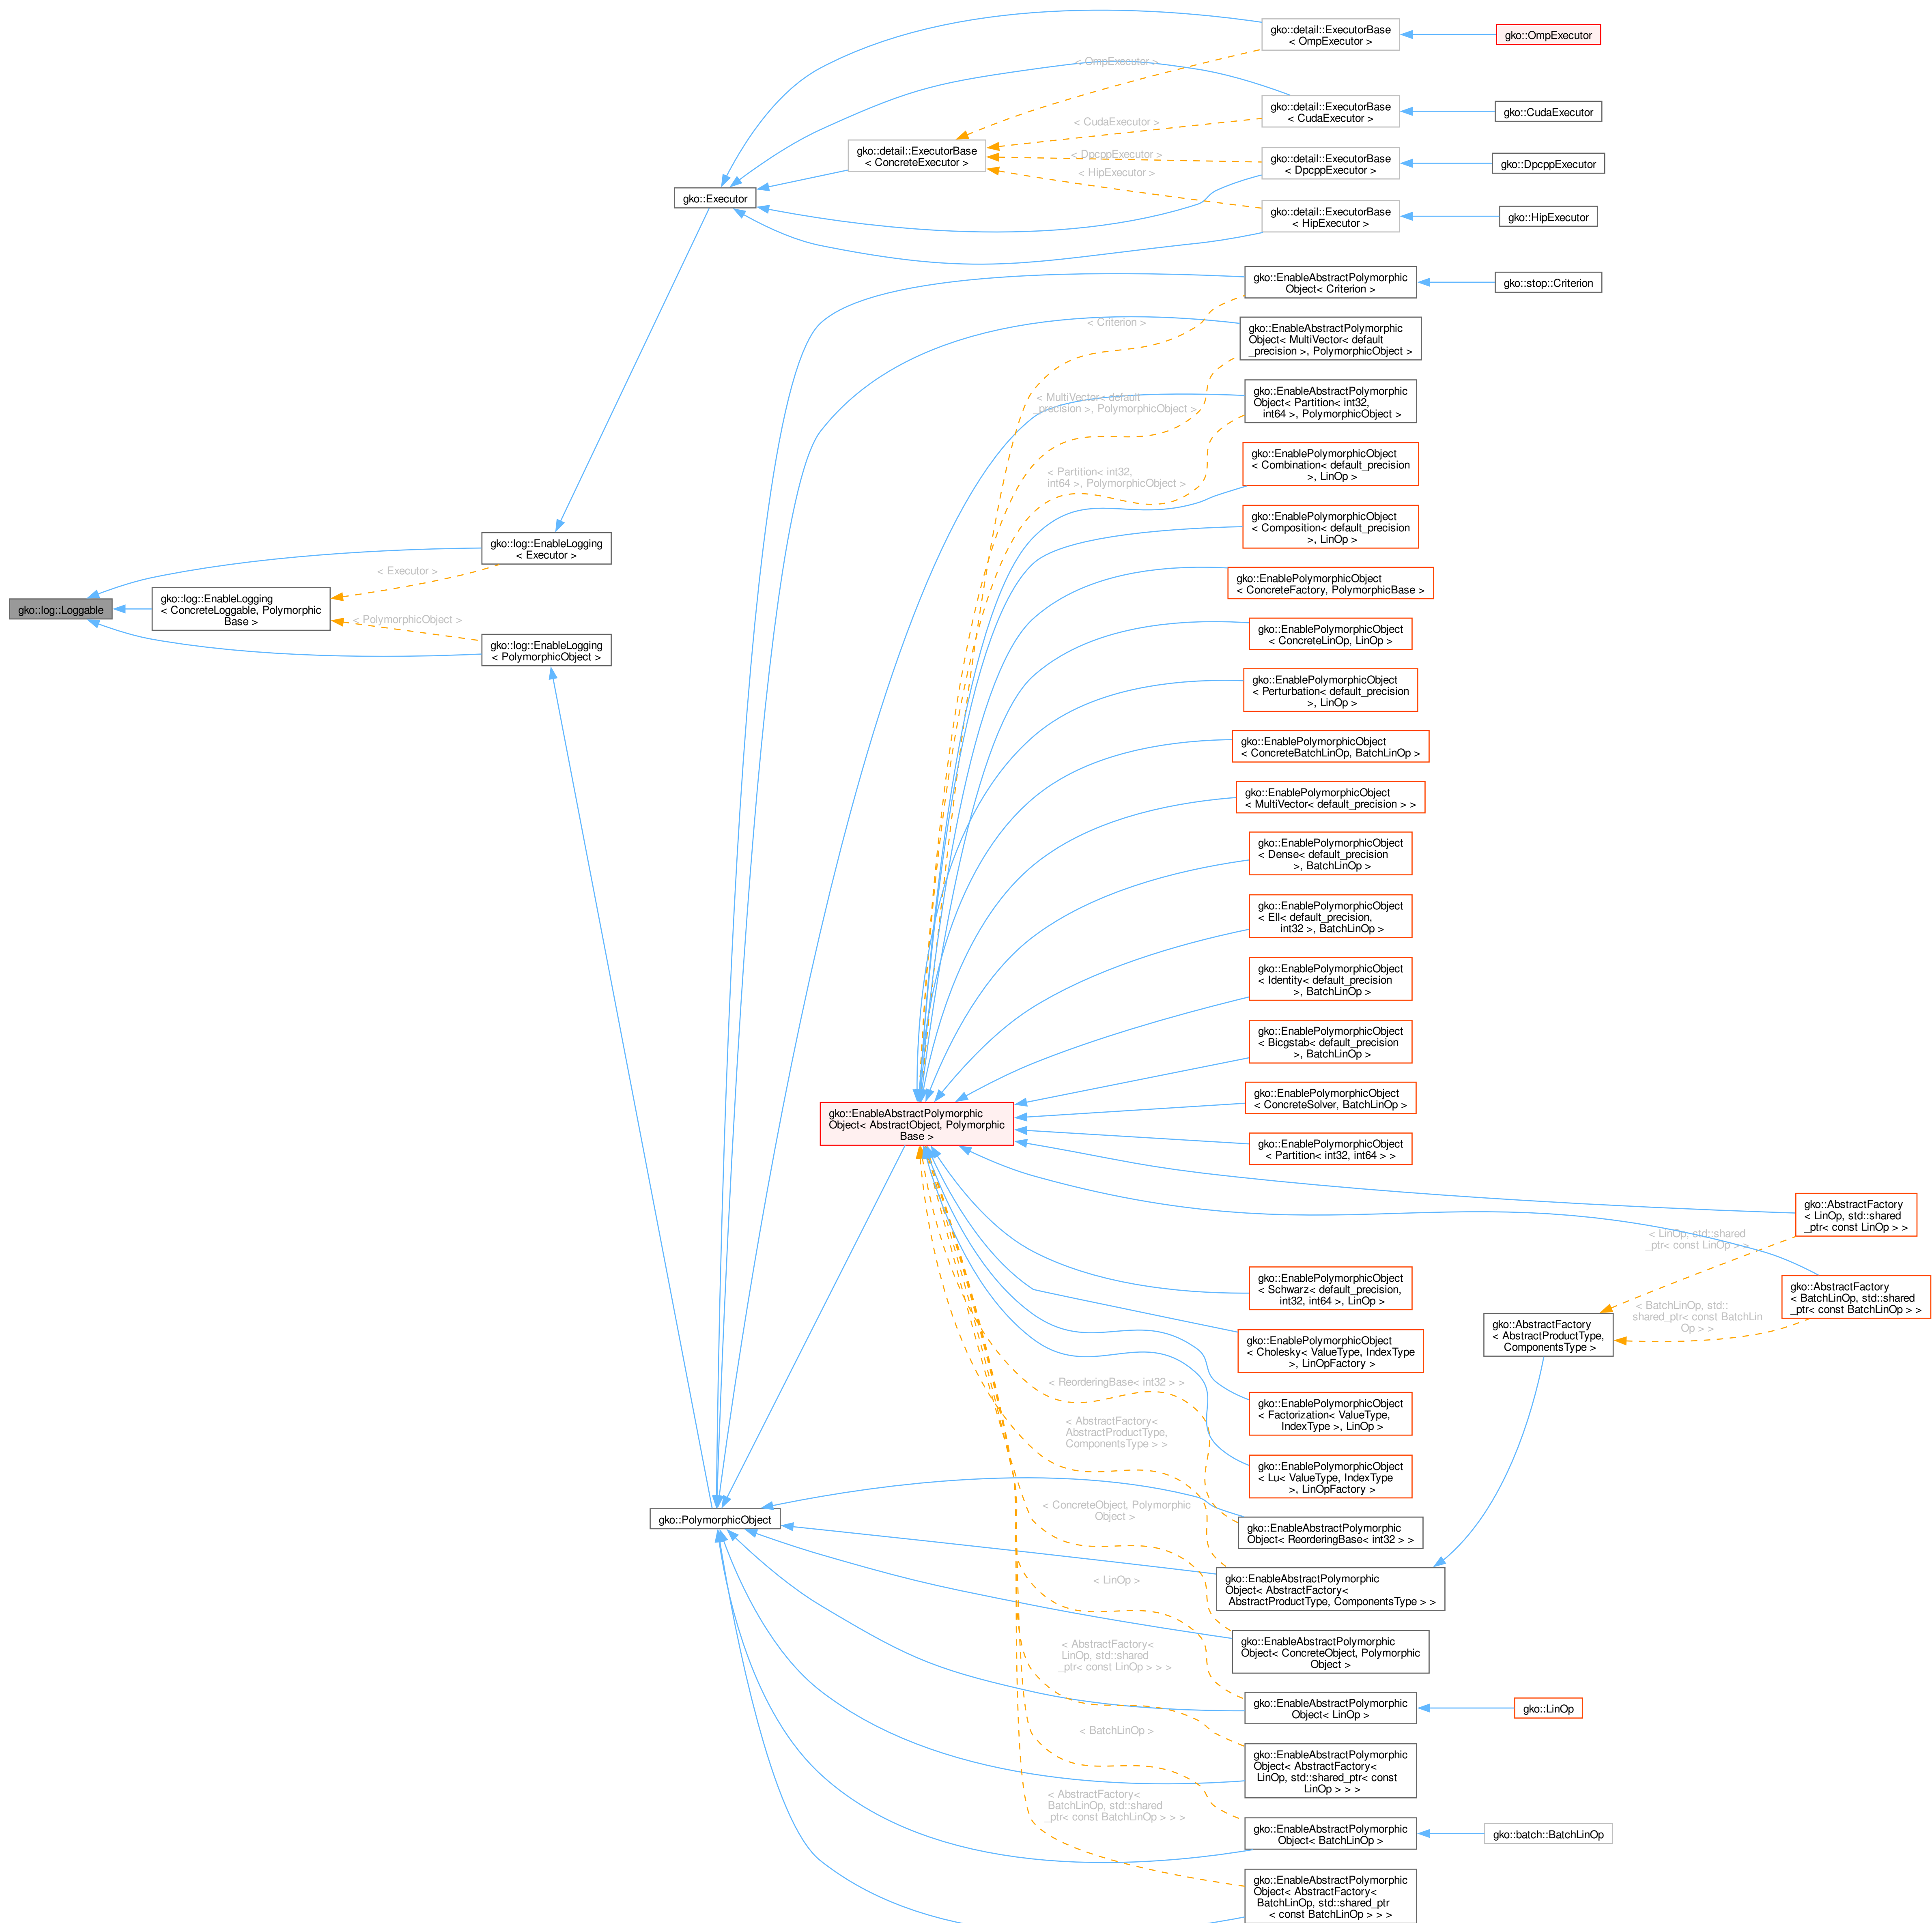 gko::log::Loggable
gko::log::EnableLogging
< ConcreteLoggable, Polymorphic
Base >
< Executor >
< PolymorphicObject >
gko::log::EnableLogging
< Executor >
gko::log::EnableLogging
< PolymorphicObject >
gko::Executor
gko::PolymorphicObject
gko::detail::ExecutorBase
< ConcreteExecutor >
gko::EnableAbstractPolymorphic
Object< AbstractObject, Polymorphic
Base >
< OmpExecutor >
< CudaExecutor >
< DpcppExecutor >
< HipExecutor >
< Criterion >
< MultiVector< default
_precision >, PolymorphicObject >
< Partition< int32,
int64 >, PolymorphicObject >
< ReorderingBase< int32 > >
< AbstractFactory<
AbstractProductType,
ComponentsType > >
< ConcreteObject, Polymorphic
Object >
< LinOp >
< AbstractFactory<
LinOp, std::shared
_ptr< const LinOp > > >
< BatchLinOp >
< AbstractFactory<
BatchLinOp, std::shared
_ptr< const BatchLinOp > > >
gko::detail::ExecutorBase
< OmpExecutor >
gko::detail::ExecutorBase
< CudaExecutor >
gko::detail::ExecutorBase
< DpcppExecutor >
gko::detail::ExecutorBase
< HipExecutor >
gko::EnableAbstractPolymorphic
Object< Criterion >
gko::EnableAbstractPolymorphic
Object< MultiVector< default
_precision >, PolymorphicObject >
gko::EnableAbstractPolymorphic
Object< Partition< int32,
int64 >, PolymorphicObject >
gko::EnablePolymorphicObject
< Combination< default_precision
>, LinOp >
gko::EnablePolymorphicObject
< Composition< default_precision
>, LinOp >
gko::EnablePolymorphicObject
< ConcreteFactory, PolymorphicBase >
gko::EnablePolymorphicObject
< ConcreteLinOp, LinOp >
gko::EnablePolymorphicObject
< Perturbation< default_precision
>, LinOp >
gko::EnablePolymorphicObject
< ConcreteBatchLinOp, BatchLinOp >
gko::EnablePolymorphicObject
< MultiVector< default_precision > >
gko::EnablePolymorphicObject
< Dense< default_precision
>, BatchLinOp >
gko::EnablePolymorphicObject
< Ell< default_precision,
int32 >, BatchLinOp >
gko::EnablePolymorphicObject
< Identity< default_precision
>, BatchLinOp >
gko::EnablePolymorphicObject
< Bicgstab< default_precision
>, BatchLinOp >
gko::EnablePolymorphicObject
< ConcreteSolver, BatchLinOp >
gko::EnablePolymorphicObject
< Partition< int32, int64 > >
gko::EnablePolymorphicObject
< Schwarz< default_precision,
int32, int64 >, LinOp >
gko::EnablePolymorphicObject
< Cholesky< ValueType, IndexType
>, LinOpFactory >
gko::EnablePolymorphicObject
< Factorization< ValueType,
IndexType >, LinOp >
gko::EnablePolymorphicObject
< Lu< ValueType, IndexType
>, LinOpFactory >
gko::EnableAbstractPolymorphic
Object< ReorderingBase< int32 > >
gko::EnableAbstractPolymorphic
Object< AbstractFactory<
AbstractProductType, ComponentsType > >
gko::EnableAbstractPolymorphic
Object< ConcreteObject, Polymorphic
Object >
gko::EnableAbstractPolymorphic
Object< LinOp >
gko::EnableAbstractPolymorphic
Object< AbstractFactory<
LinOp, std::shared_ptr< const
LinOp > > >
gko::EnableAbstractPolymorphic
Object< BatchLinOp >
gko::EnableAbstractPolymorphic
Object< AbstractFactory<
BatchLinOp, std::shared_ptr
< const BatchLinOp > > >
gko::OmpExecutor
gko::CudaExecutor
gko::DpcppExecutor
gko::HipExecutor
gko::stop::Criterion
gko::AbstractFactory
< AbstractProductType,
ComponentsType >
gko::LinOp
gko::batch::BatchLinOp
< LinOp, std::shared
_ptr< const LinOp > >
< BatchLinOp, std::
shared_ptr< const BatchLin
Op > >
gko::AbstractFactory
< LinOp, std::shared
_ptr< const LinOp > >
gko::AbstractFactory
< BatchLinOp, std::shared
_ptr< const BatchLinOp > >